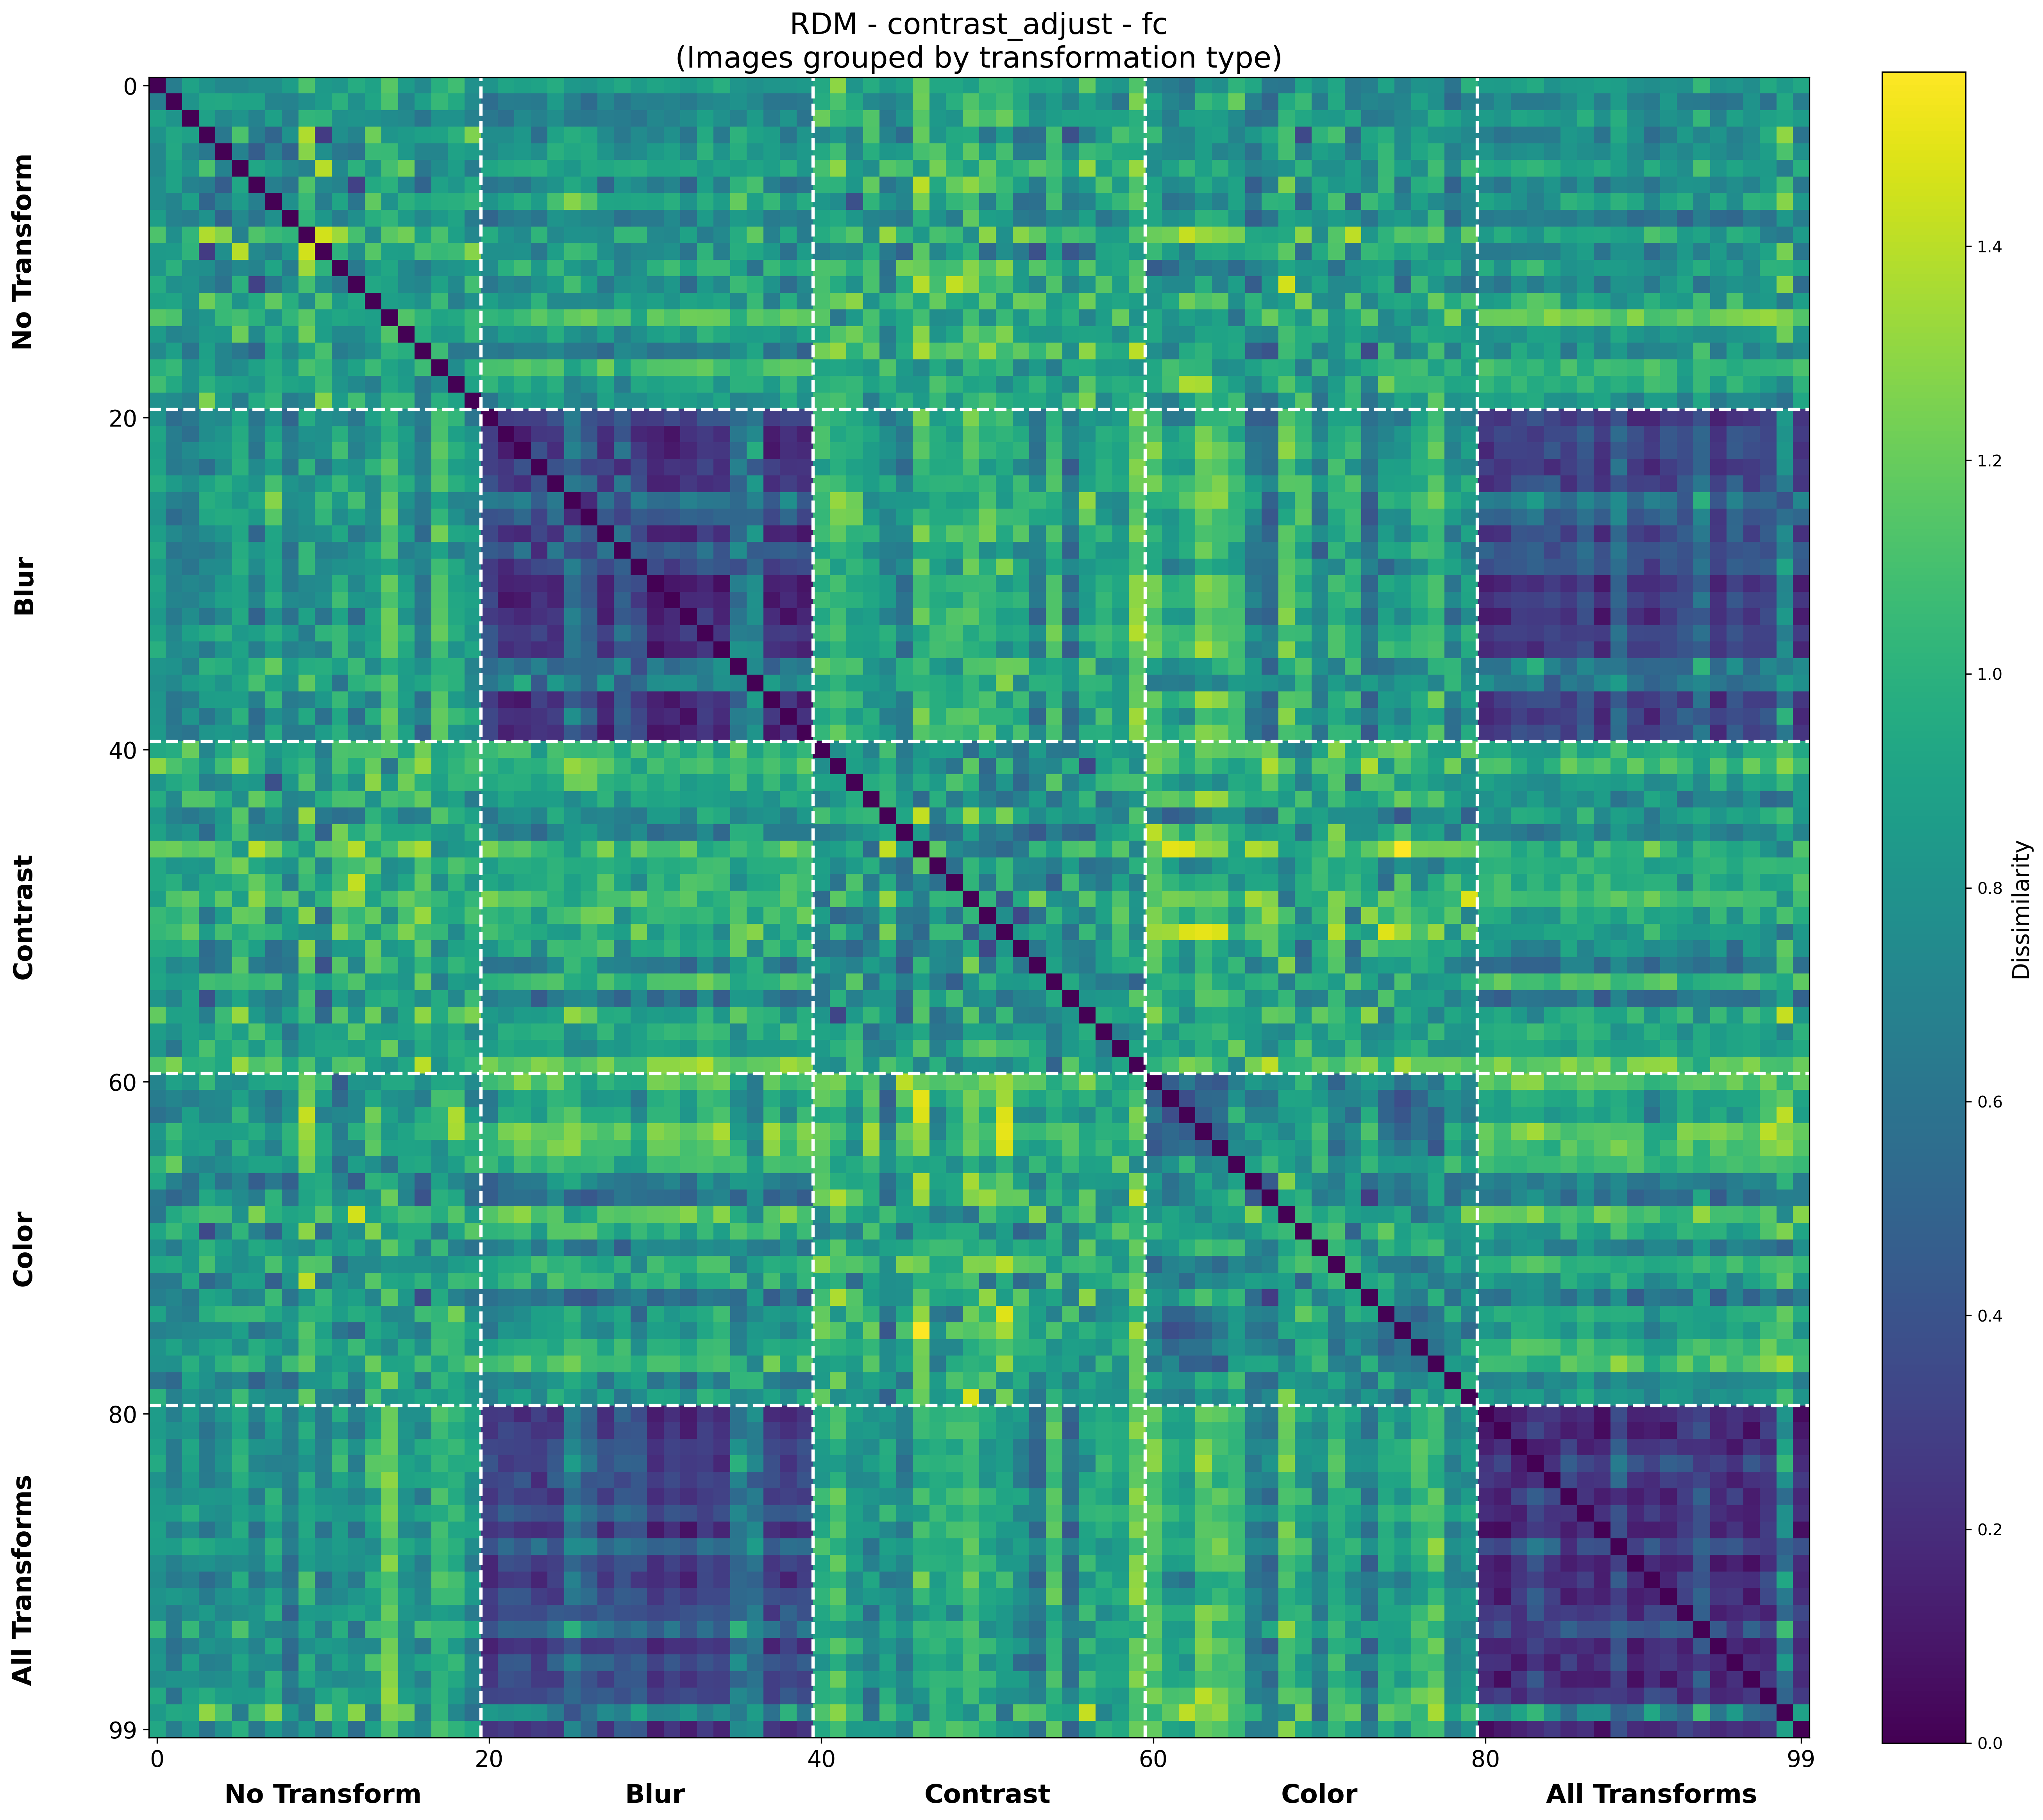 RDM - contrast_adjust - fc
(Images grouped by transformation type)
0
20
40
60
80
99
No Transform
Blur
Contrast
Color
All Transforms
0
20
40
60
80
99
No Transform
Blur
Contrast
Color
All Transforms
1.4
1.2
1.0
0.8
0.6
0.4
0.2
0.0
Dissimilarity